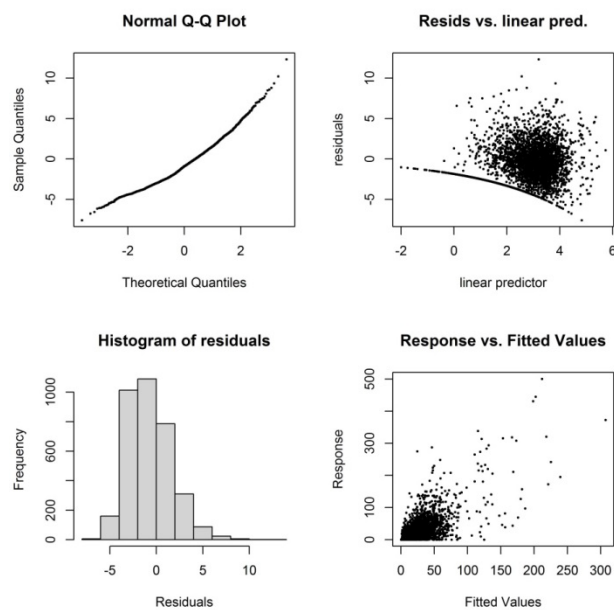 Normal Q-Q Plot
Sample Quantiles
10
5
0
-5
-2
0
2
Theoretical Quantiles
Resids vs. linear pred.
residuals
10
5
0
-5
-2
0
2
4
6
linear predictor
Histogram of residuals
Frequency
1000
600
200
0
-5
0
5
10
Residuals
Response vs. Fitted Values
Response
500
300
100
0
0
50
100
150
200
250
300
Fitted Values